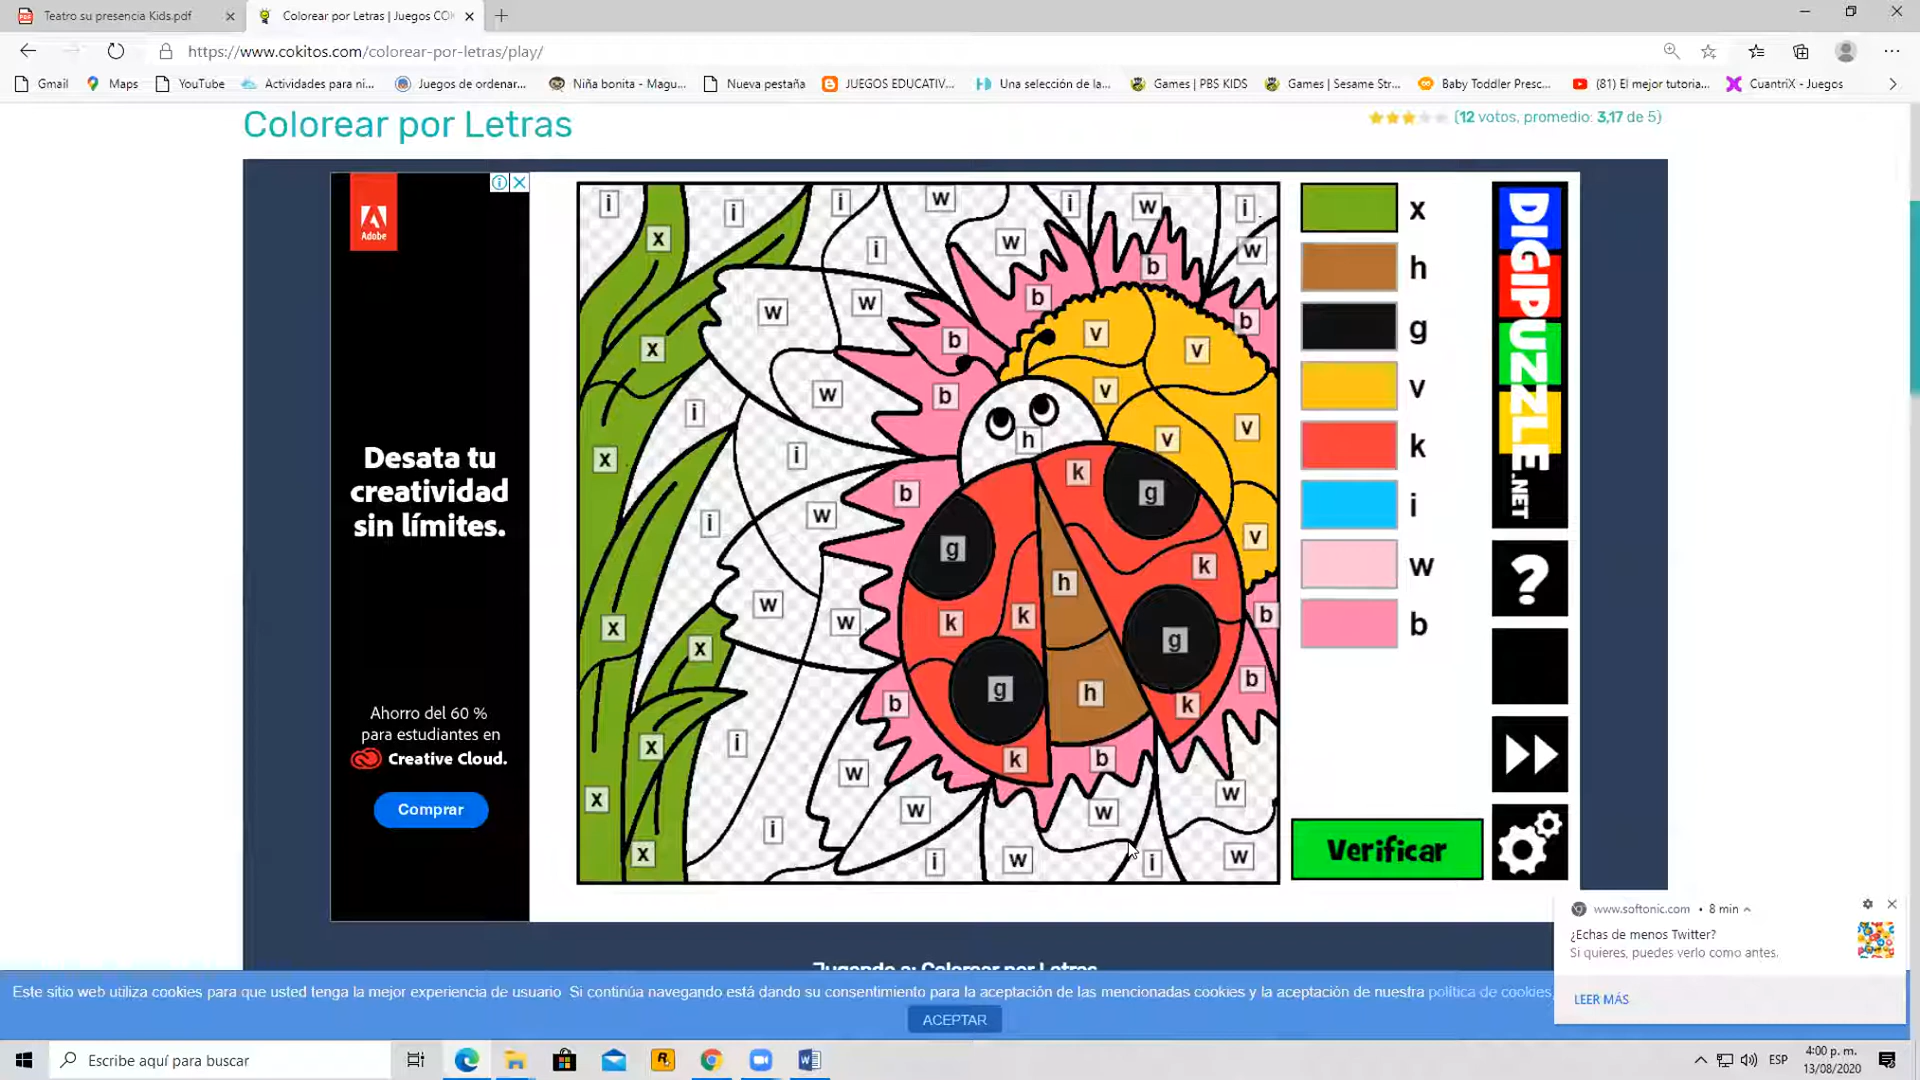 Teatro su presencia Kids.pdf
Colorear por Letras | Juegos CO
https://www.cokitos.com/colorear-por-letras/play/
Gmail Maps YouTube Actividades para ni... Juegos de ordenar... Niña bonita - Magu... Nueva pestaña JUEGOS EDUCATIV... Una selección de la... Games | PBS KIDS Games | Sesame Str... Baby Toddler Presc... (81) El mejor tutoria... CuantriX - Juegos
Colorear por Letras
(12 votos, promedio: 3,17 de 5)
Adobe
Desata tu
creatividad
sin límites.
Ahorro del 60 %
para estudiantes en
Creative Cloud.
Comprar
i x i i i w w i w i w b b b
x w w b w b
i i w b
x i w b
x x w w b
x i w b
x x i w w
i w w i w
v v v v v v
h k g g k h k k g g h k k
x
h
g
v
k
i
w
b
DIGIPUZZLE.NET
?
Verificar
Jugando a: Colorear por Letras
www.softonic.com • 8 min
¿Echas de menos Twitter?
Si quieres, puedes verlo como antes.
LEER MÁS
Este sitio web utiliza cookies para que usted tenga la mejor experiencia de usuario. Si continúa navegando está dando su consentimiento para la aceptación de las mencionadas cookies y la aceptación de nuestra política de cookies,
ACEPTAR
Escribe aquí para buscar
ESP
4:00 p. m.
13/08/2020